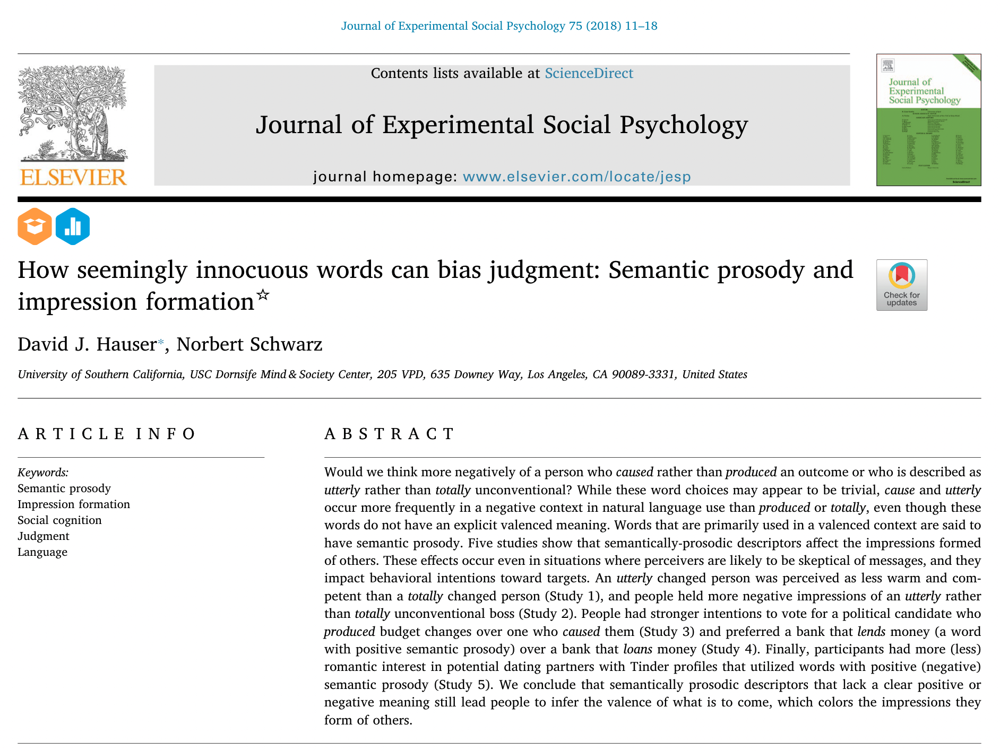 Journal of Experimental Social Psychology 75 (2018) 11–18
NON SOLUS
ELSEVIER
Contents lists available at ScienceDirect
Journal of Experimental Social Psychology
journal homepage: www.elsevier.com/locate/jesp
Journal of
Experimental
Social Psychology
ScienceDirect
How seemingly innocuous words can bias judgment: Semantic prosody and
impression formation☆
Check for
updates
David J. Hauser*, Norbert Schwarz
University of Southern California, USC Dornsife Mind & Society Center, 205 VPD, 635 Downey Way, Los Angeles, CA 90089-3331, United States
ARTICLE INFO
Keywords:
Semantic prosody
Impression formation
Social cognition
Judgment
Language
ABSTRACT
Would we think more negatively of a person who caused rather than produced an outcome or who is described as
utterly rather than totally unconventional? While these word choices may appear to be trivial, cause and utterly
occur more frequently in a negative context in natural language use than produced or totally, even though these
words do not have an explicit valenced meaning. Words that are primarily used in a valenced context are said to
have semantic prosody. Five studies show that semantically-prosodic descriptors affect the impressions formed
of others. These effects occur even in situations where perceivers are likely to be skeptical of messages, and they
impact behavioral intentions toward targets. An utterly changed person was perceived as less warm and com-
petent than a totally changed person (Study 1), and people held more negative impressions of an utterly rather
than totally unconventional boss (Study 2). People had stronger intentions to vote for a political candidate who
produced budget changes over one who caused them (Study 3) and preferred a bank that lends money (a word
with positive semantic prosody) over a bank that loans money (Study 4). Finally, participants had more (less)
romantic interest in potential dating partners with Tinder profiles that utilized words with positive (negative)
semantic prosody (Study 5). We conclude that semantically prosodic descriptors that lack a clear positive or
negative meaning still lead people to infer the valence of what is to come, which colors the impressions they
form of others.